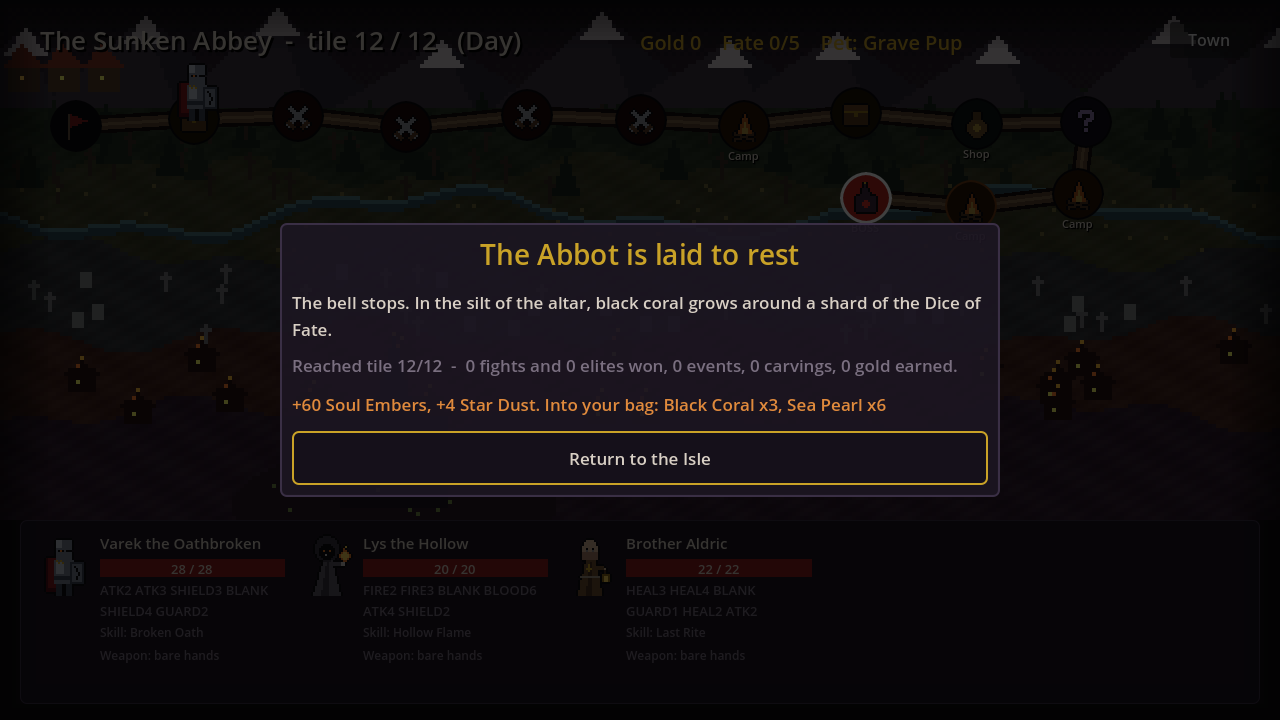 The Sunken Abbey - tile 12 / 12 (Day)
Gold 0 Fate 0/5 Pet: Grave Pup
Town
?
Camp
Shop
Camp
The Abbot is laid to rest
The bell stops. In the silt of the altar, black coral grows around a shard of the Dice of
Fate.
Reached tile 12/12 - 0 fights and 0 elites won, 0 events, 0 carvings, 0 gold earned.
+60 Soul Embers, +4 Star Dust. Into your bag: Black Coral x3, Sea Pearl x6
Return to the Isle
Varek the Oathbroken
28 / 28
ATK2 ATK3 SHIELD3 BLANK
SHIELD4 GUARD2
Skill: Broken Oath
Weapon: bare hands
Lys the Hollow
20 / 20
FIRE2 FIRE3 BLANK BLOOD6
ATK4 SHIELD2
Skill: Hollow Flame
Weapon: bare hands
Brother Aldric
22 / 22
HEAL3 HEAL4 BLANK
GUARD1 HEAL2 ATK2
Skill: Last Rite
Weapon: bare hands